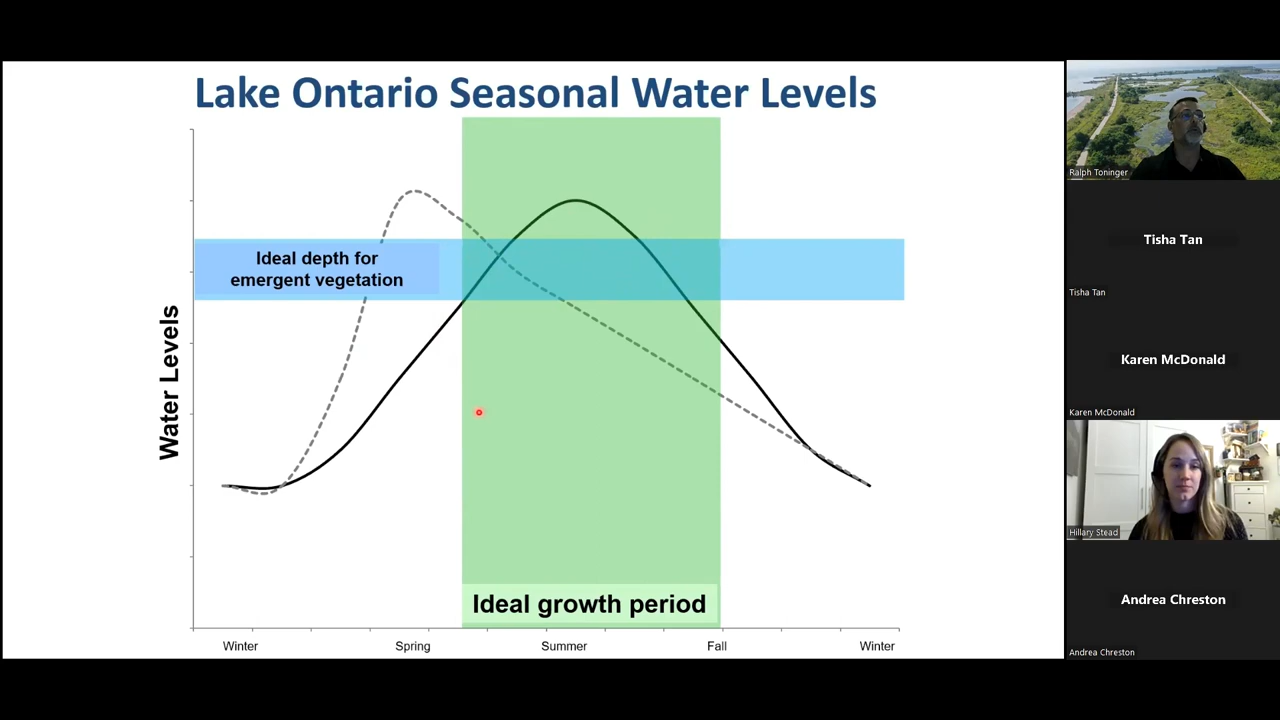 Lake Ontario Seasonal Water Levels
Ideal depth for
emergent vegetation
Water Levels
Ideal growth period
Winter
Spring
Summer
Fall
Winter
Ralph Toninger
Tisha Tan
Tisha Tan
Karen McDonald
Karen McDonald
Hillary Stead
Andrea Chreston
Andrea Chreston